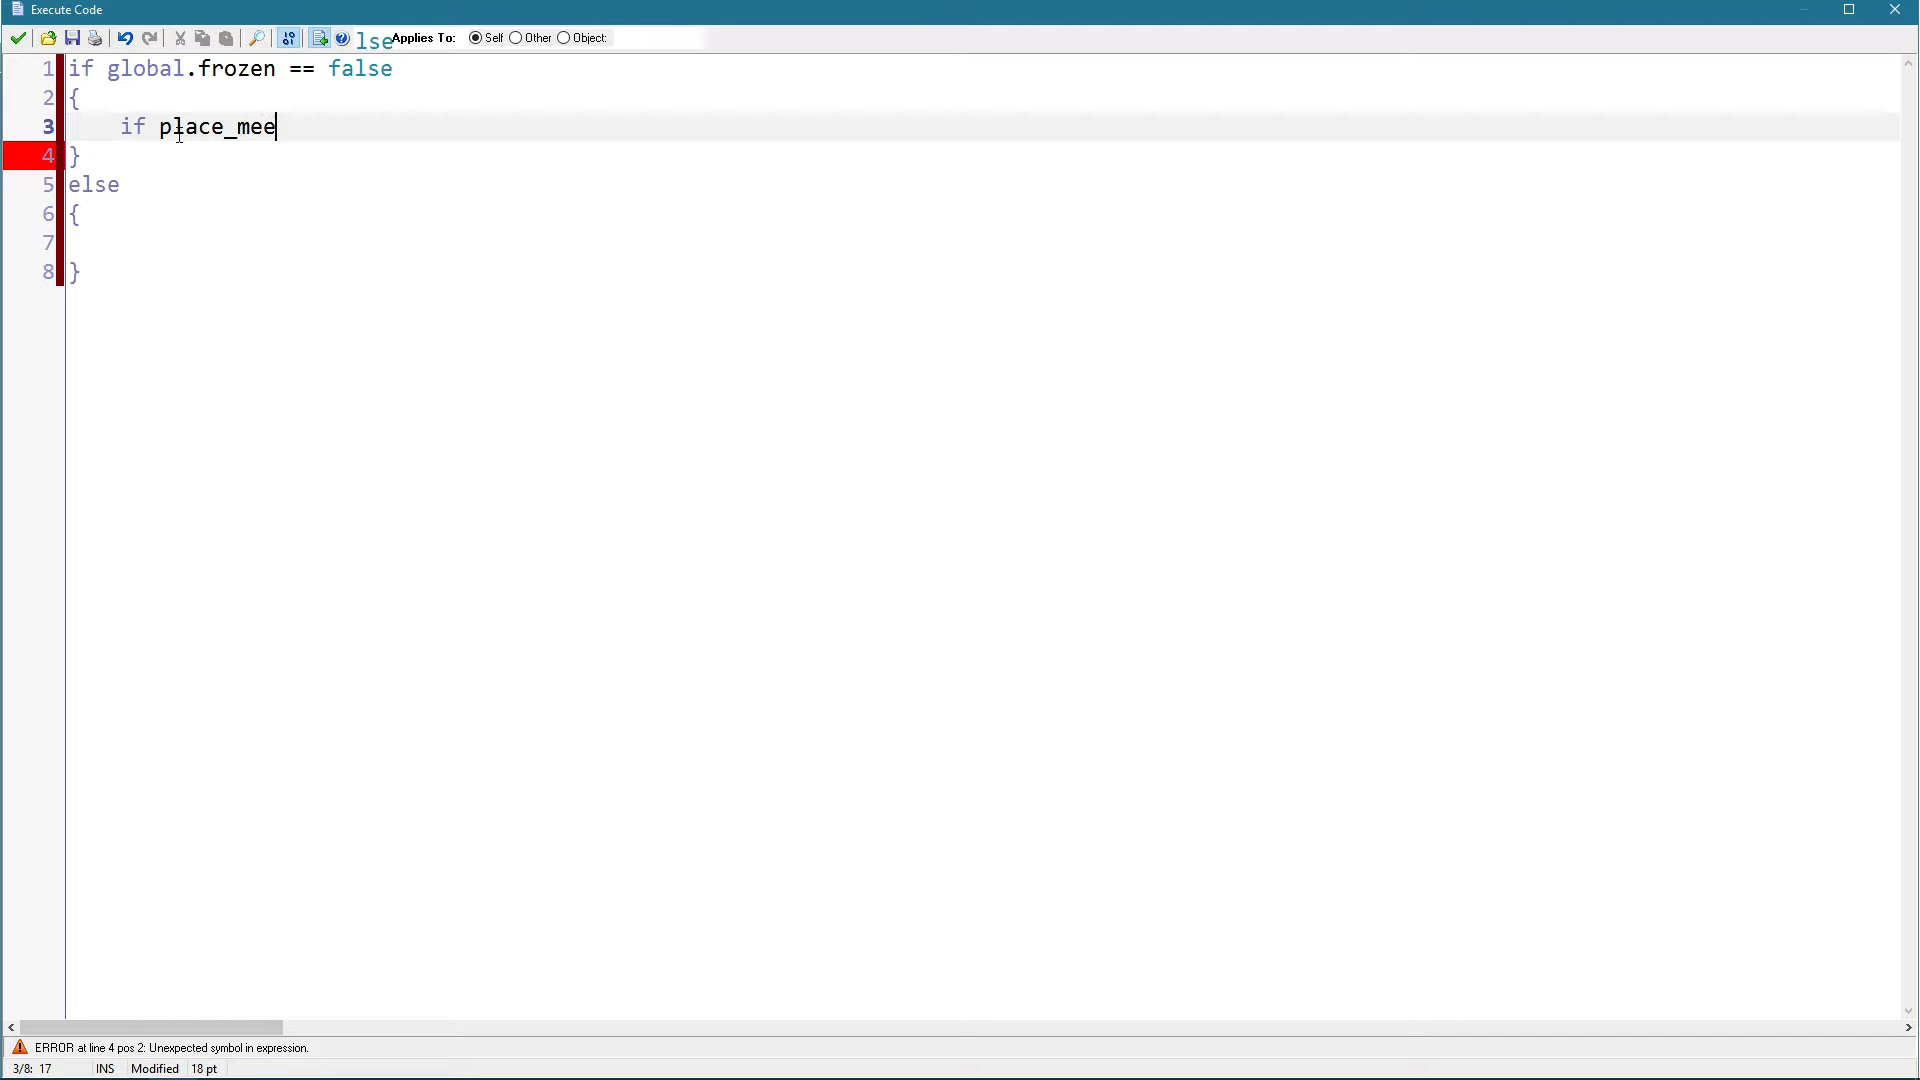 Execute Code
lse Applies To: Self Other Object:
1 if global.frozen == false
2 {
3 if place_mee
4 }
5 else
6 {
7
8 }
ERROR at line 4 pos 2: Unexpected symbol in expression.
3/8: 17 INS Modified 18 pt